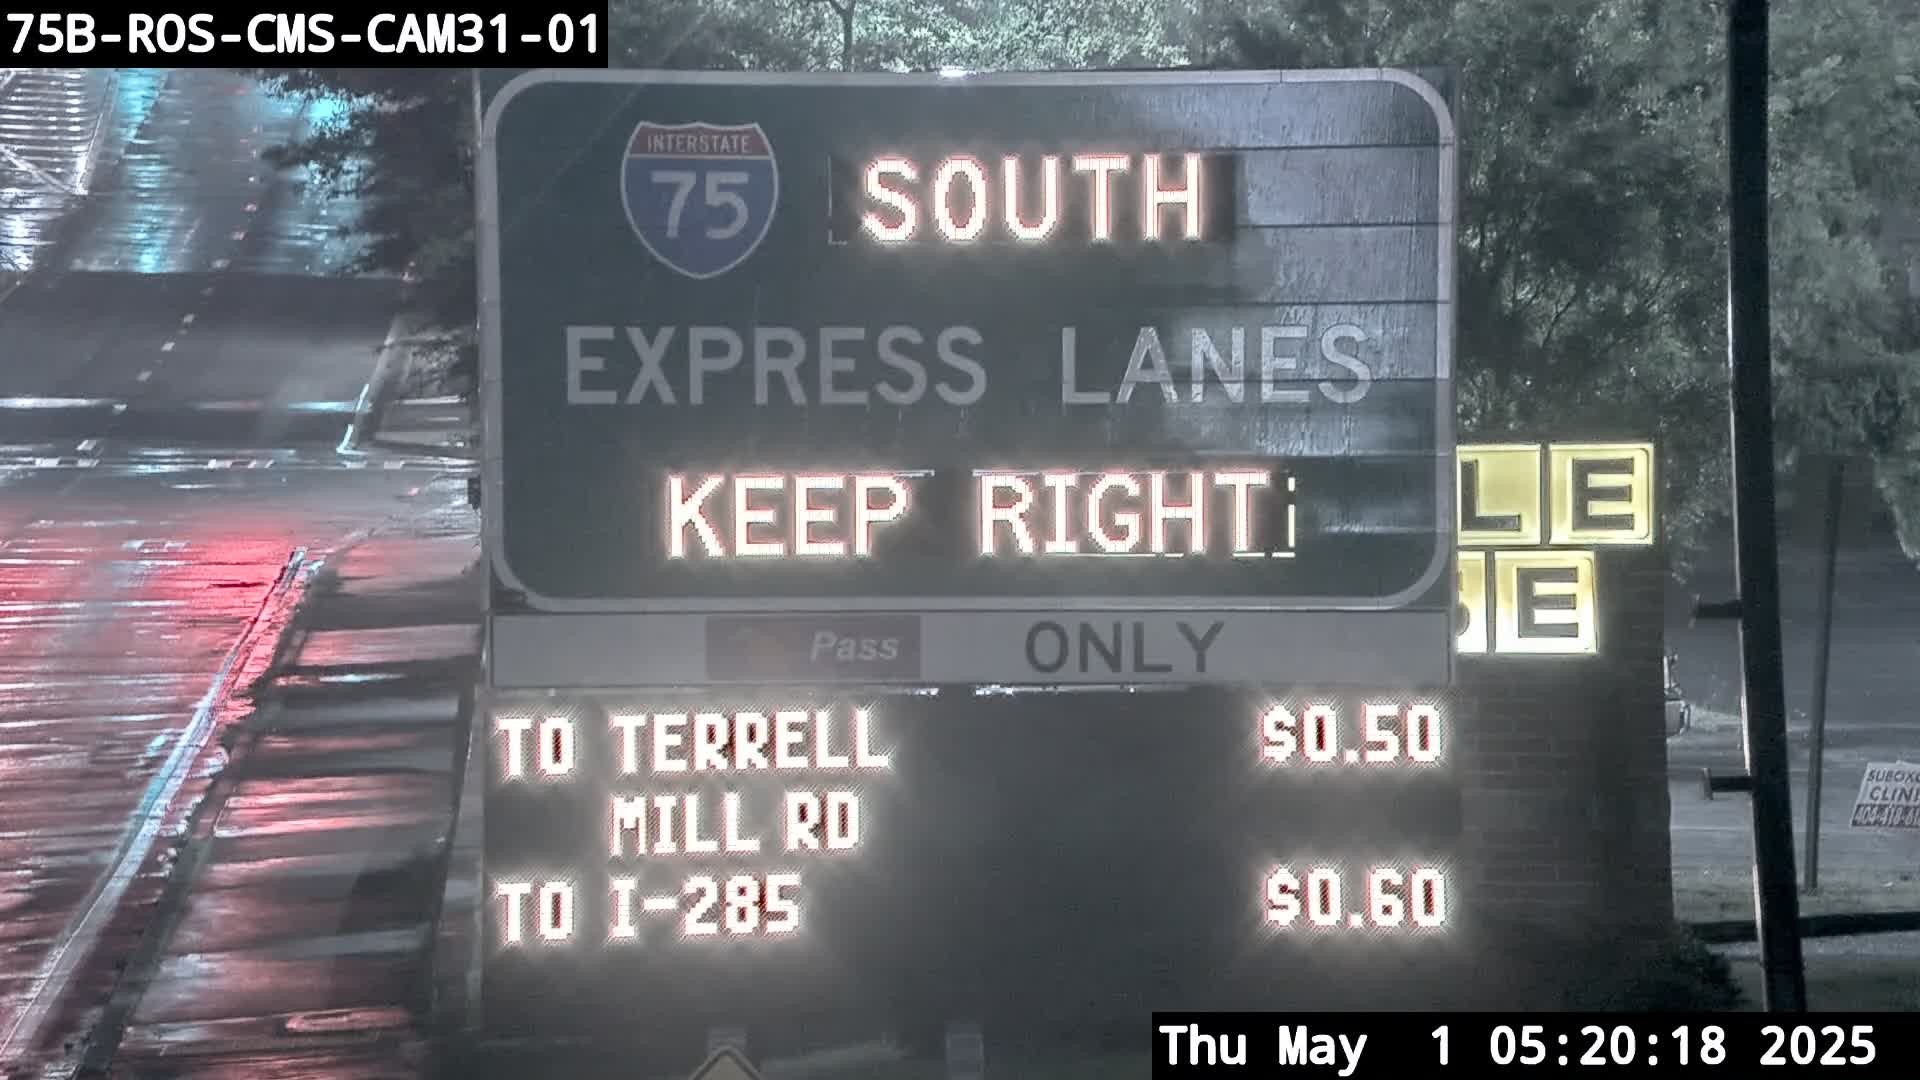 75B-ROS-CMS-CAM31-01
INTERSTATE
75
SOUTH
EXPRESS LANES
KEEP RIGHT
LE
E
Pass ONLY
TO TERRELL $0.50
MILL RD
TO I-285 $0.60
Thu May 1 05:20:18 2025